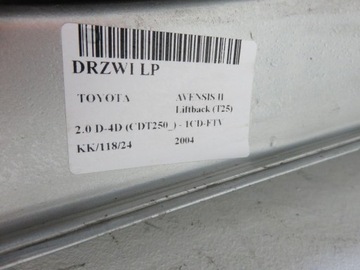 DRZWI LP
TOYOTA AVENSIS II
Liftback (T25)
2.0 D-4D (CDT250_) - 1CD-FTV
KK/118/24 2004